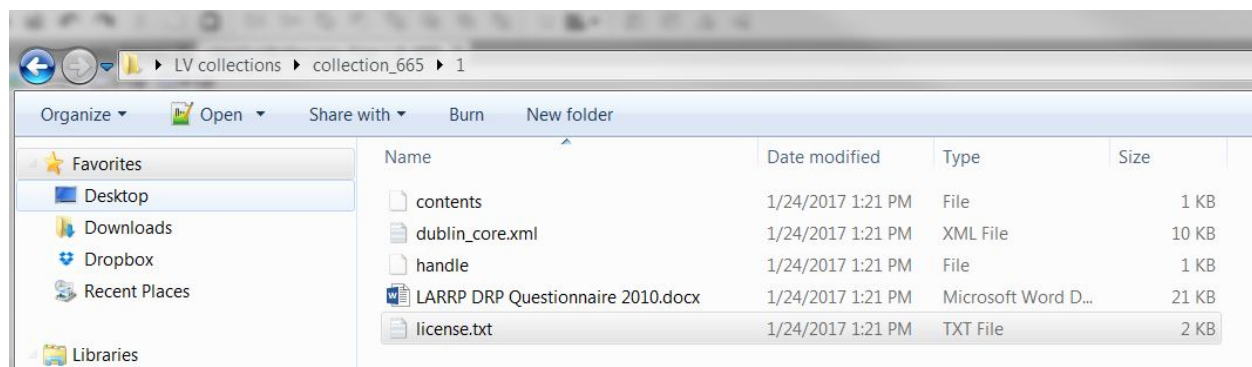 LV collections collection_665 1
Organize Open Share with Burn New folder
Favorites
Desktop
Downloads
Dropbox
Recent Places
Libraries
Name Date modified Type Size
contents 1/24/2017 1:21 PM File 1 KB
dublin_core.xml 1/24/2017 1:21 PM XML File 10 KB
handle 1/24/2017 1:21 PM File 1 KB
LARRP DRP Questionnaire 2010.docx 1/24/2017 1:21 PM Microsoft Word D... 21 KB
license.txt 1/24/2017 1:21 PM TXT File 2 KB